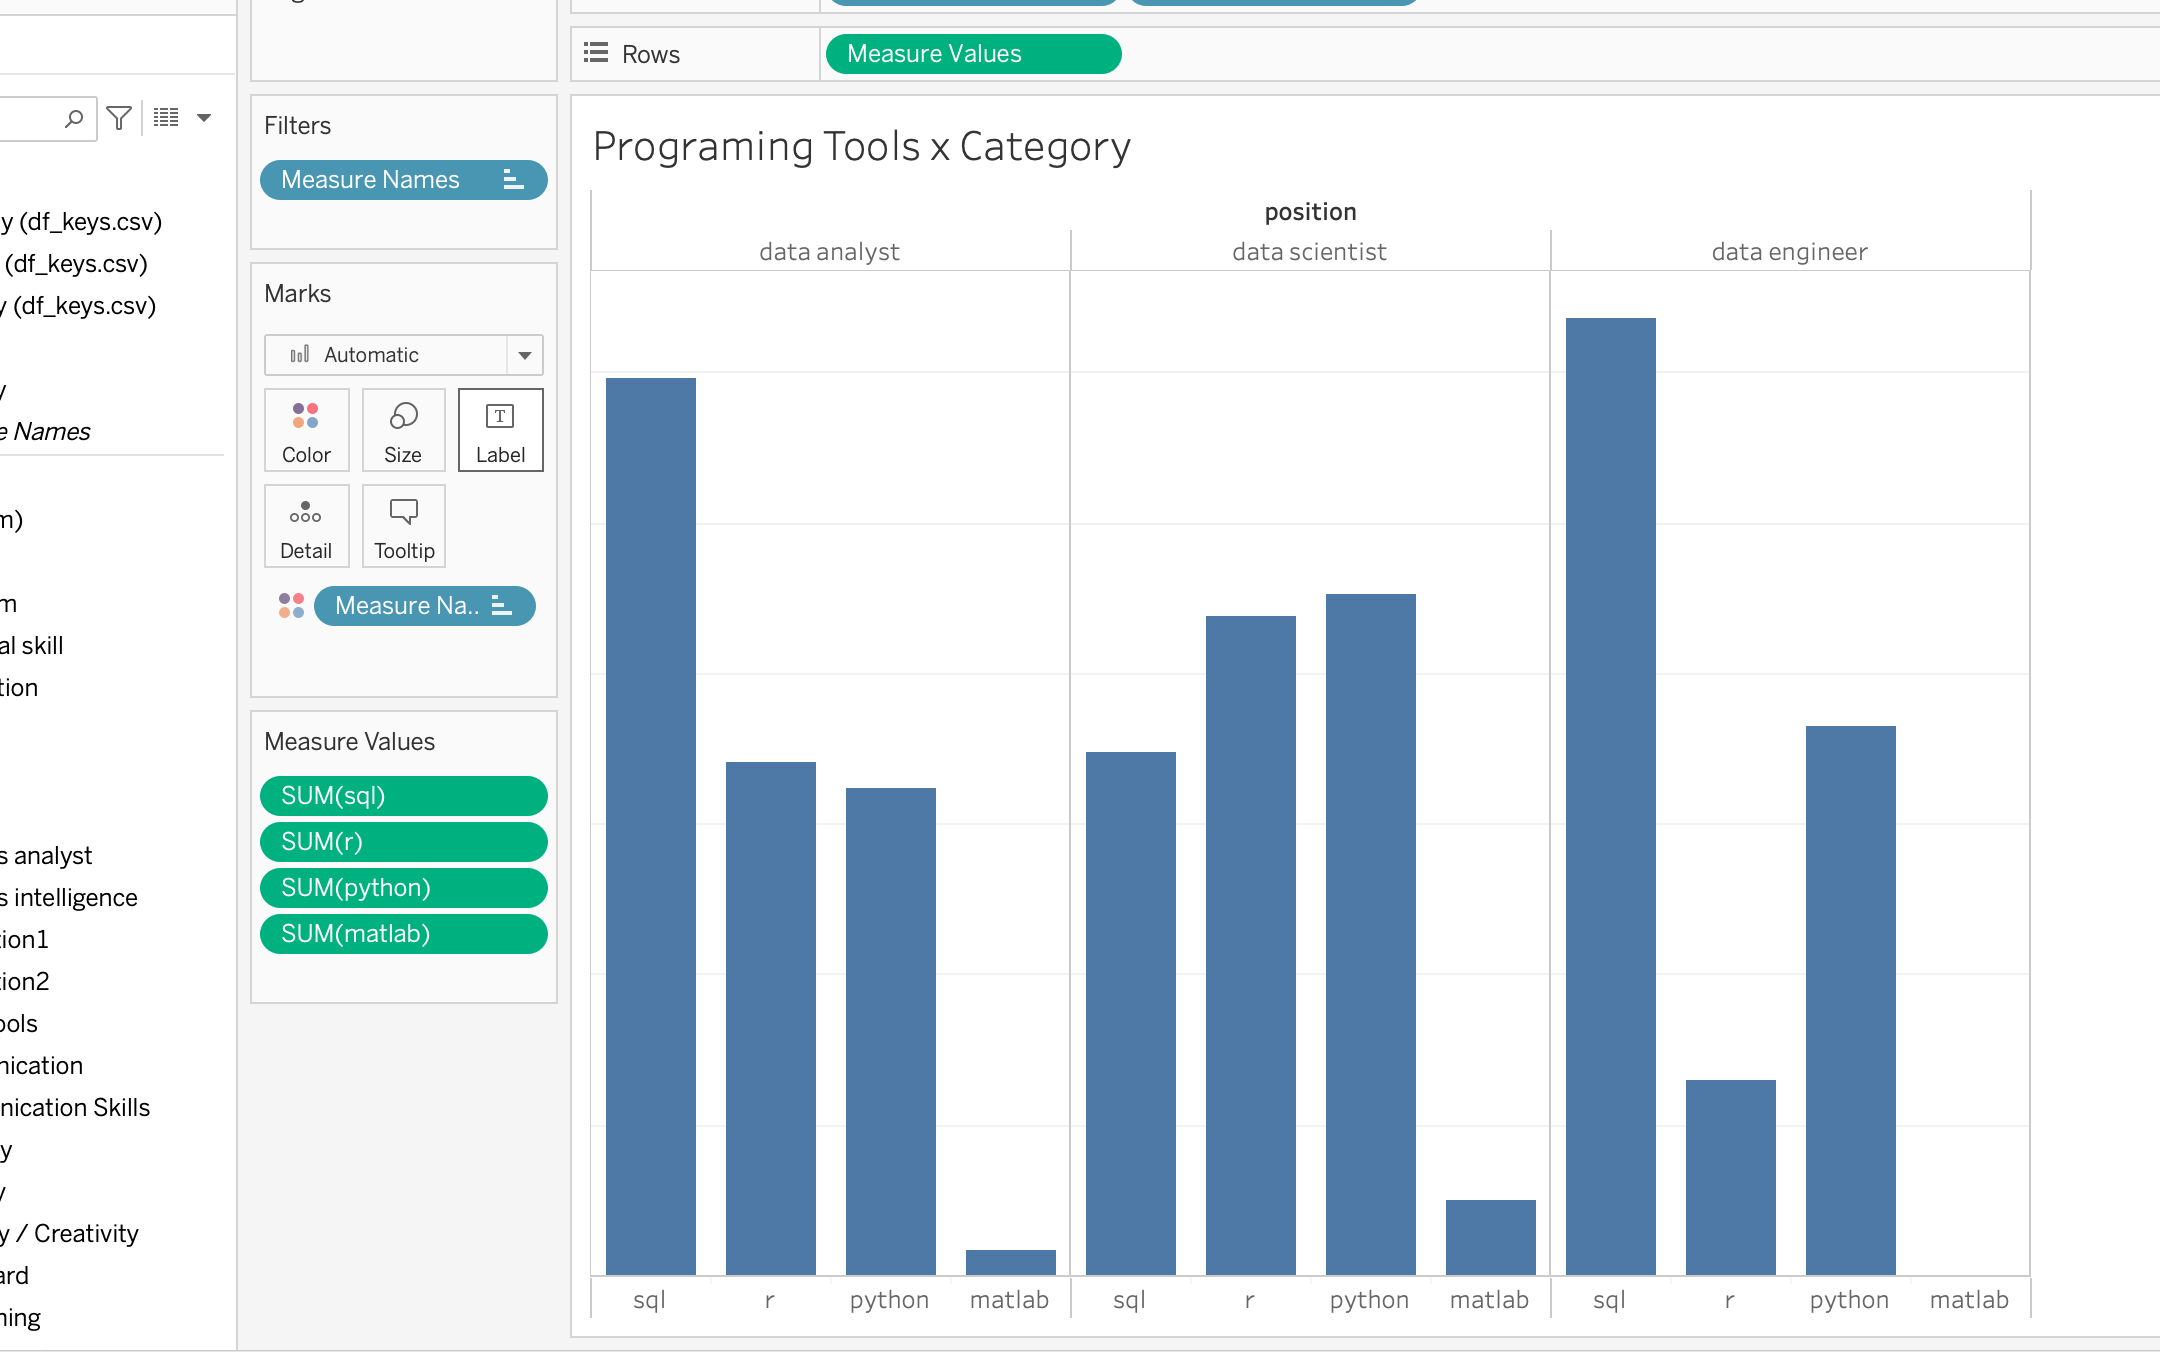 Rows
Measure Values
Filters
Measure Names
Programing Tools x Category
position
data analyst
data scientist
data engineer
y (df_keys.csv)
(df_keys.csv)
y (df_keys.csv)
y
e Names
m)
m
al skill
tion
s analyst
s intelligence
tion1
tion2
ools
nication
nication Skills
y
y
y / Creativity
ard
ning
Marks
Automatic
Color
Size
T
Label
Detail
Tooltip
Measure Na..
Measure Values
SUM(sql)
SUM(r)
SUM(python)
SUM(matlab)
sql r python matlab sql r python matlab sql r python matlab